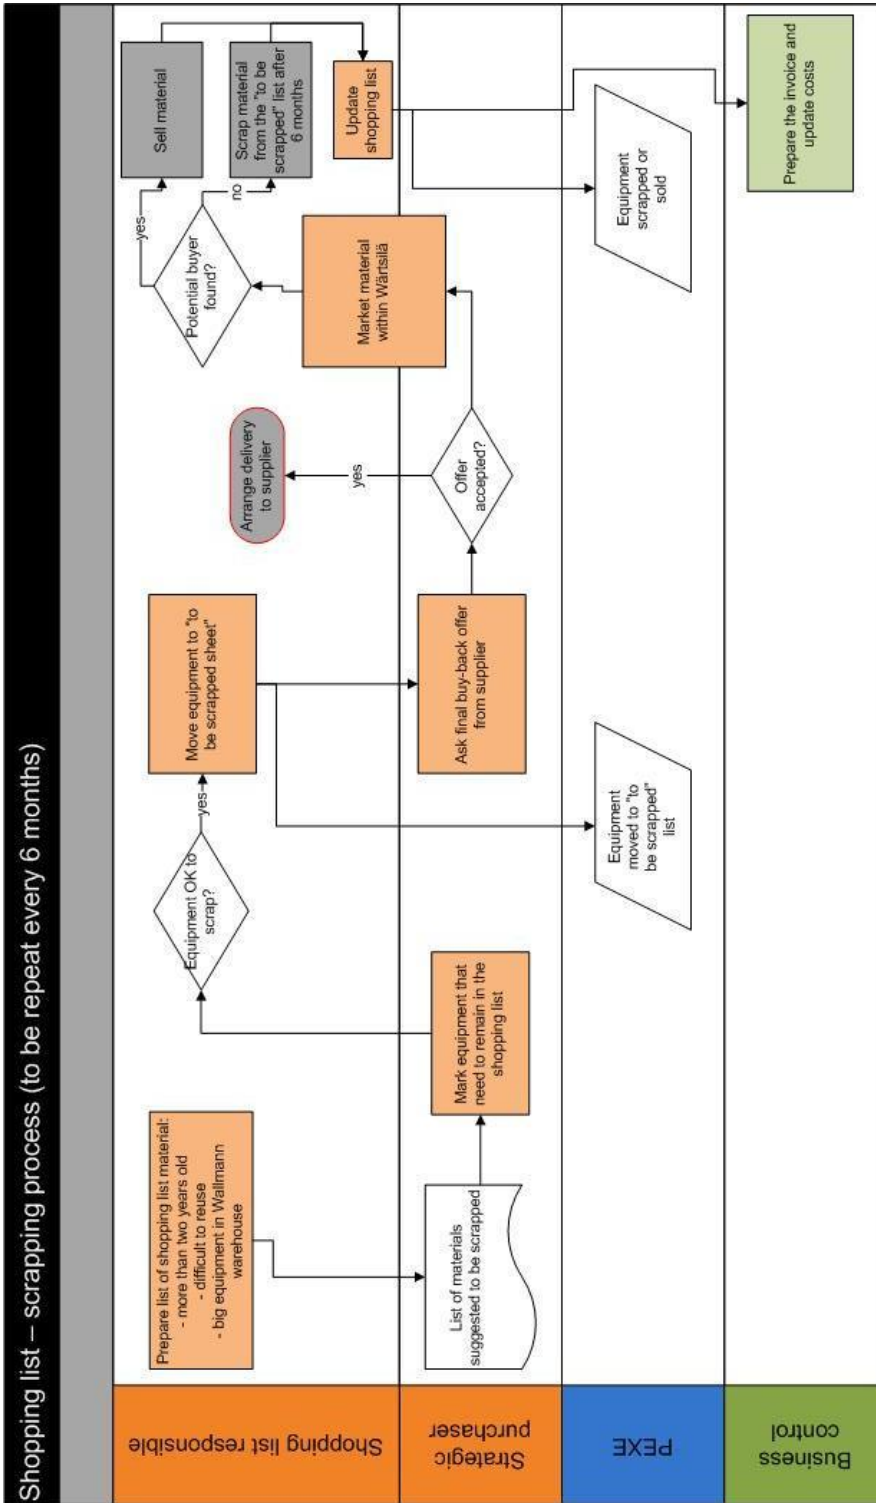 Shopping list – scrapping process (to be repeat every 6 months)
Shopping list responsible
Prepare list of shopping list material:
- more than two years old
- difficult to reuse
- big equipment in Wallmann
warehouse
Equipment OK to
scrap?
yes
Move equipment to "to
be scrapped sheet"
Arrange delivery
to supplier
Potential buyer
found?
yes
no
Sell material
Scrap material
from the "to be
scrapped" list after
6 months
Update
shopping list
Market material
within Wärtsilä
Strategic
purchaser
List of materials
suggested to be scrapped
Mark equipment that
need to remain in the
shopping list
Ask final buy-back offer
from supplier
Offer
accepted?
yes
PEXE
Equipment
moved to "to
be scrapped"
list
Equipment
scrapped or
sold
Business
control
Prepare the invoice and
update costs